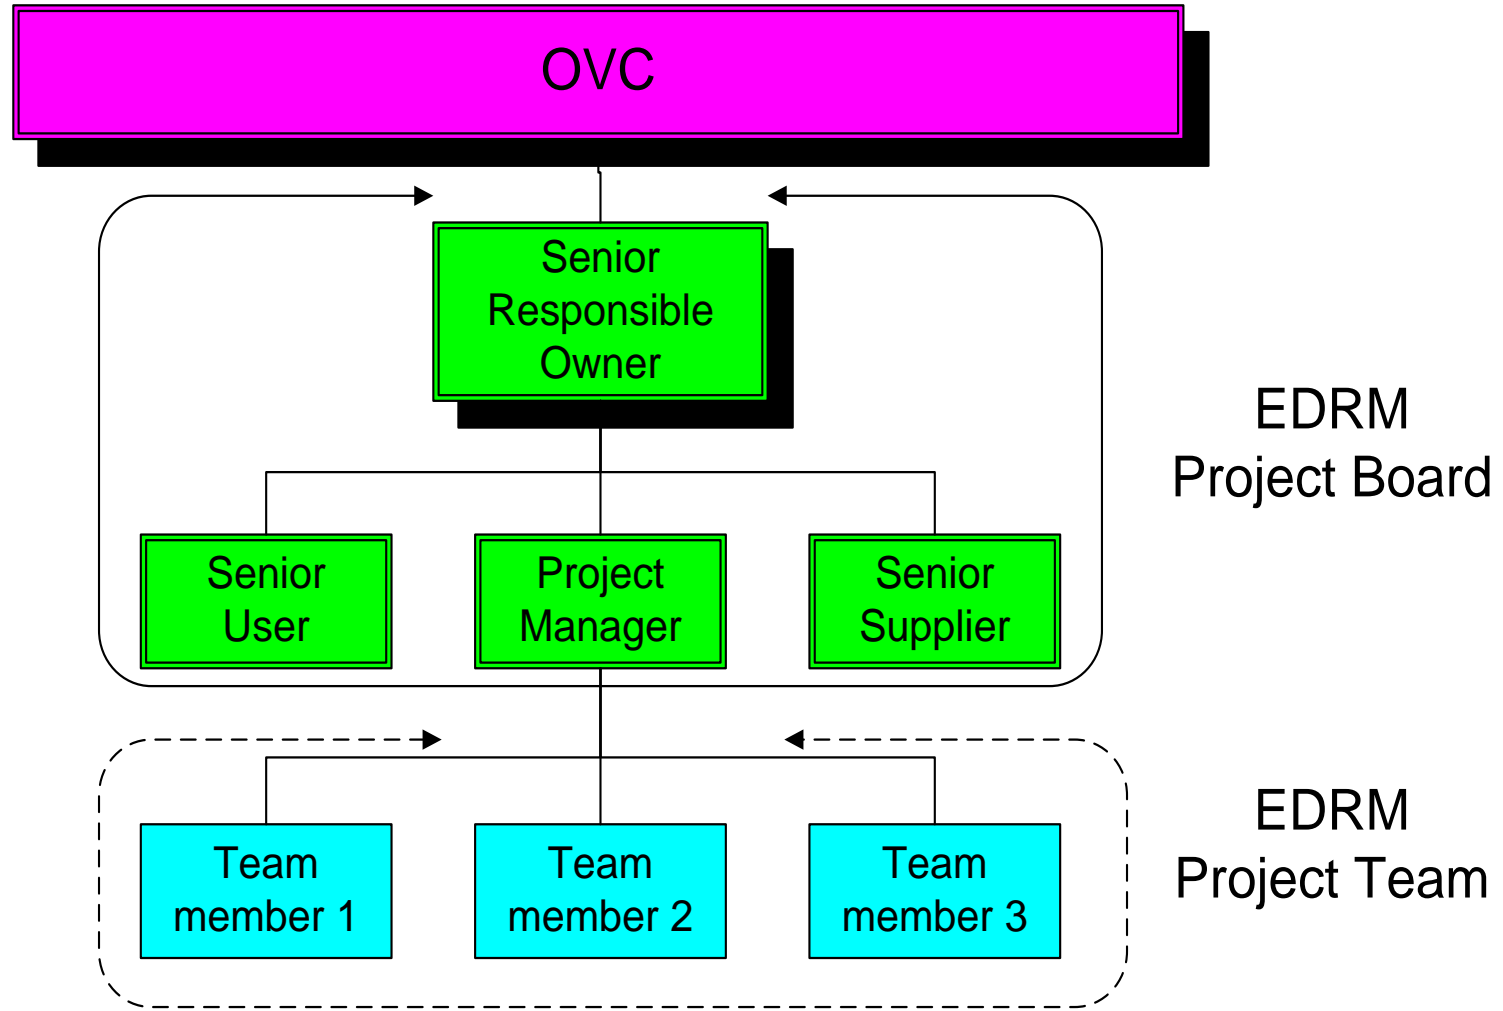 OVC
Senior
Responsible
Owner
EDRM
Project Board
Senior
User
Project
Manager
Senior
Supplier
EDRM
Project Team
Team
member 1
Team
member 2
Team
member 3